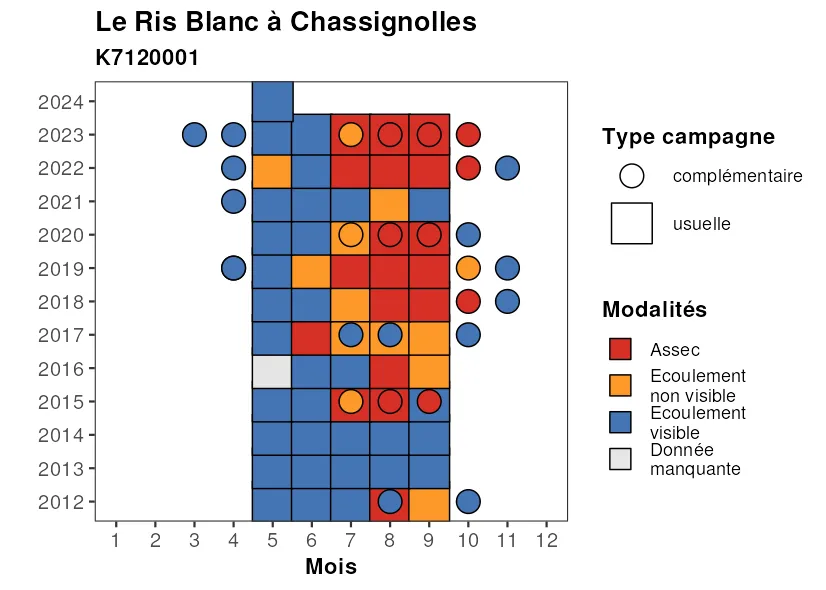 Le Ris Blanc à Chassignolles
K7120001
2024
2023
2022
2021
2020
2019
2018
2017
2016
2015
2014
2013
2012
1 2 3 4 5 6 7 8 9 10 11 12
Mois
Type campagne
complémentaire
usuelle
Modalités
Assec
Ecoulement
non visible
Ecoulement
visible
Donnée
manquante